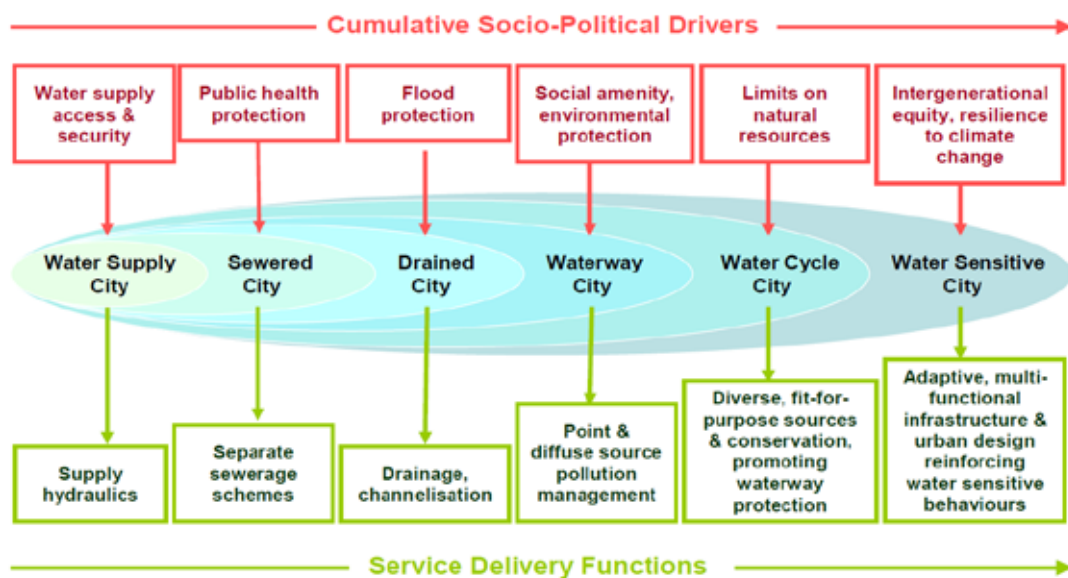 Cumulative Socio-Political Drivers
Water supply
access &
security
Public health
protection
Flood
protection
Social amenity,
environmental
protection
Limits on
natural
resources
Intergenerational
equity, resilience
to climate
change
Water Supply
City
Sewered
City
Drained
City
Waterway
City
Water Cycle
City
Water Sensitive
City
Supply
hydraulics
Separate
sewerage
schemes
Drainage,
channelisation
Point &
diffuse source
pollution
management
Diverse, fit-for-
purpose sources
& conservation,
promoting
waterway
protection
Adaptive, multi-
functional
infrastructure &
urban design
reinforcing
water sensitive
behaviours
Service Delivery Functions